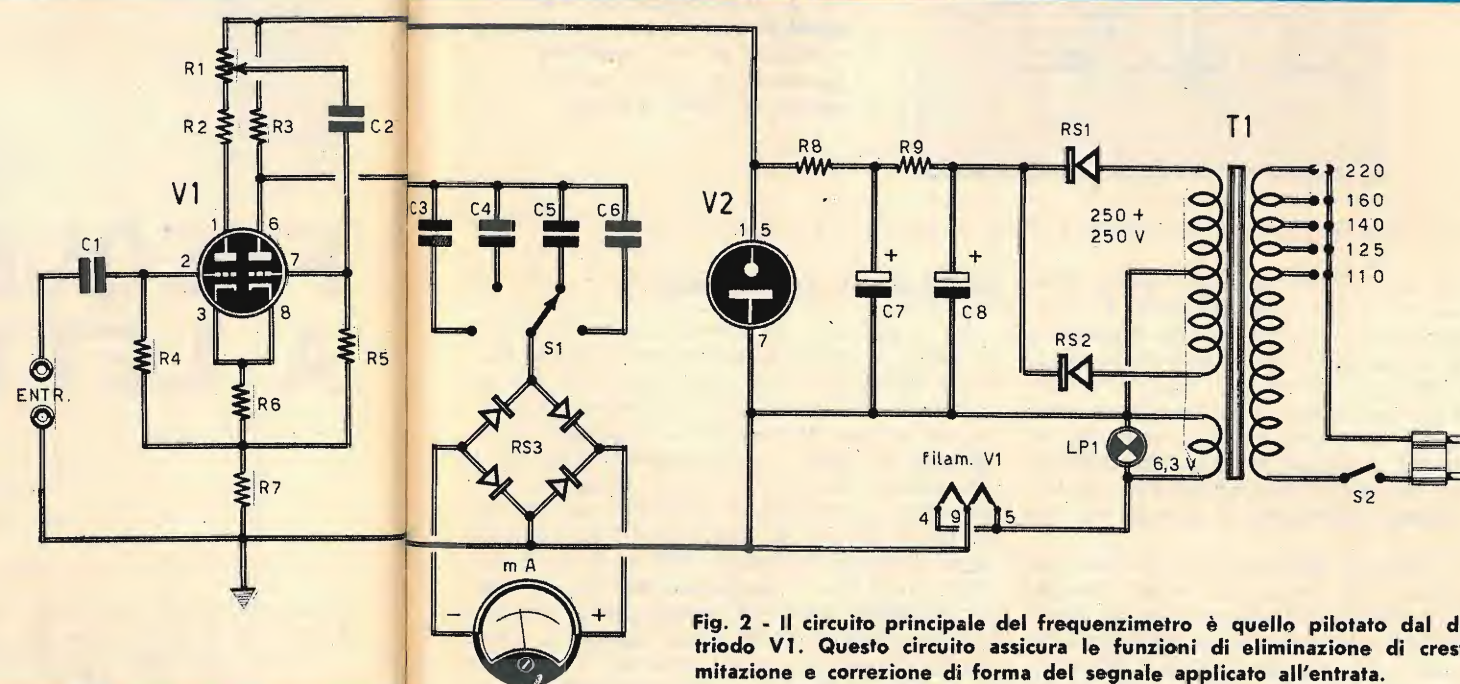 R1
R2
R3
C2
V1
1
6
2
7
3
8
C1
R4
R5
ENTR.
R6
R7
C3
C4
C5
C6
S1
RS3
m A
-
+
V2
1 5
7
R8
R9
+
C7
+
C8
RS1
RS2
250 +
250 V
T1
220
160
140
125
110
LP1
6,3 V
S2
Filam. V1
4 9 5
Fig. 2 - Il circuito principale del frequenzimetro è quello pilotato dal
triodo V1. Questo circuito assicura le funzioni di eliminazione di
mitazione e correzione di forma del segnale applicato all'entrata.